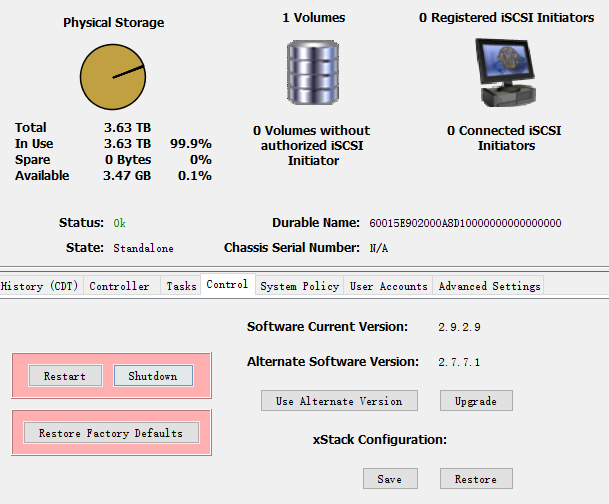 Physical Storage
1 Volumes
0 Registered iSCSI Initiators
Total 3.63 TB
In Use 3.63 TB 99.9%
Spare 0 Bytes 0%
Available 3.47 GB 0.1%
0 Volumes without
authorized iSCSI
Initiator
0 Connected iSCSI
Initiators
Status: Ok
Durable Name: 60015E902000A8D10000000000000000
State: Standalone
Chassis Serial Number: N/A
History (CDT) Controller Tasks Control System Policy User Accounts Advanced Settings
Software Current Version: 2.9.2.9
Alternate Software Version: 2.7.7.1
Restart Shutdown
Use Alternate Version Upgrade
Restore Factory Defaults
xStack Configuration:
Save Restore